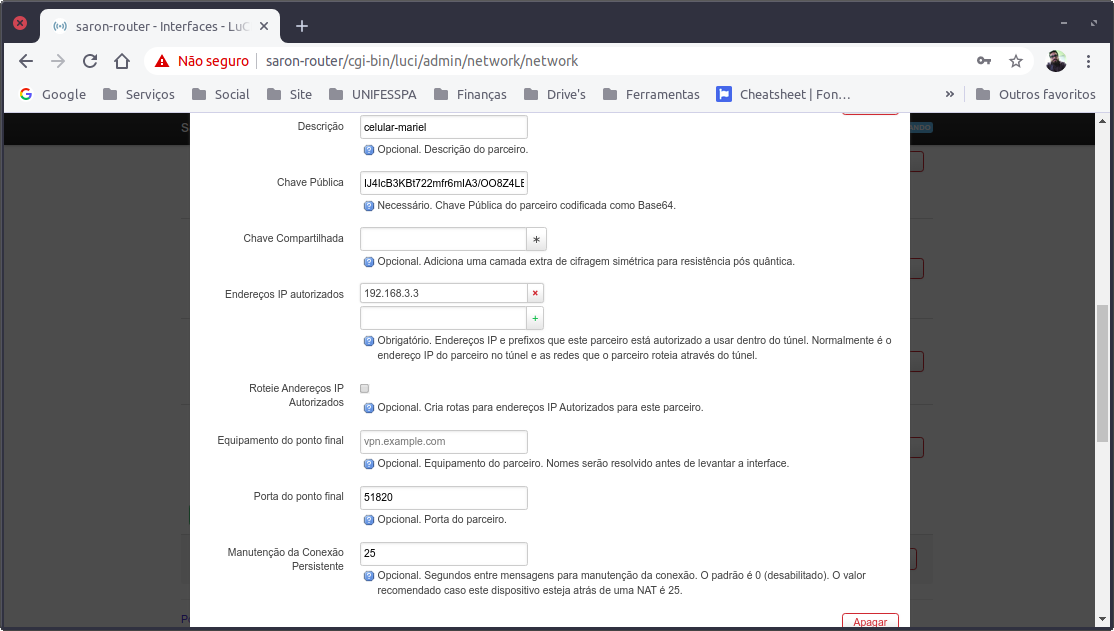 saron-router - Interfaces - LuC
Não seguro
saron-router/cgi-bin/luci/admin/network/network
Google
Serviços
Social
Site
UNIFESSPA
Finanças
Drive's
Ferramentas
Cheatsheet | Fon…
»
Outros favoritos
S
Descrição
celular-mariel
Opcional. Descrição do parceiro.
Chave Pública
Necessário. Chave Pública do parceiro codificada como Base64.
Chave Compartilhada
∗
Opcional. Adiciona uma camada extra de cifragem simétrica para resistência pós quântica.
Endereços IP autorizados
192.168.3.3
×
+
Obrigatório. Endereços IP e prefixos que este parceiro está autorizado a usar dentro do túnel. Normalmente é o
endereço IP do parceiro no túnel e as redes que o parceiro roteia através do túnel.
Roteie Andereços IP
Autorizados
Opcional. Cria rotas para endereços IP Autorizados para este parceiro.
Equipamento do ponto final
vpn.example.com
Opcional. Equipamento do parceiro. Nomes serão resolvido antes de levantar a interface.
Porta do ponto final
51820
Opcional. Porta do parceiro.
Manutenção da Conexão
Persistente
25
Opcional. Segundos entre mensagens para manutenção da conexão. O padrão é 0 (desabilitado). O valor
recomendado caso este dispositivo esteja atrás de uma NAT é 25.
Apagar